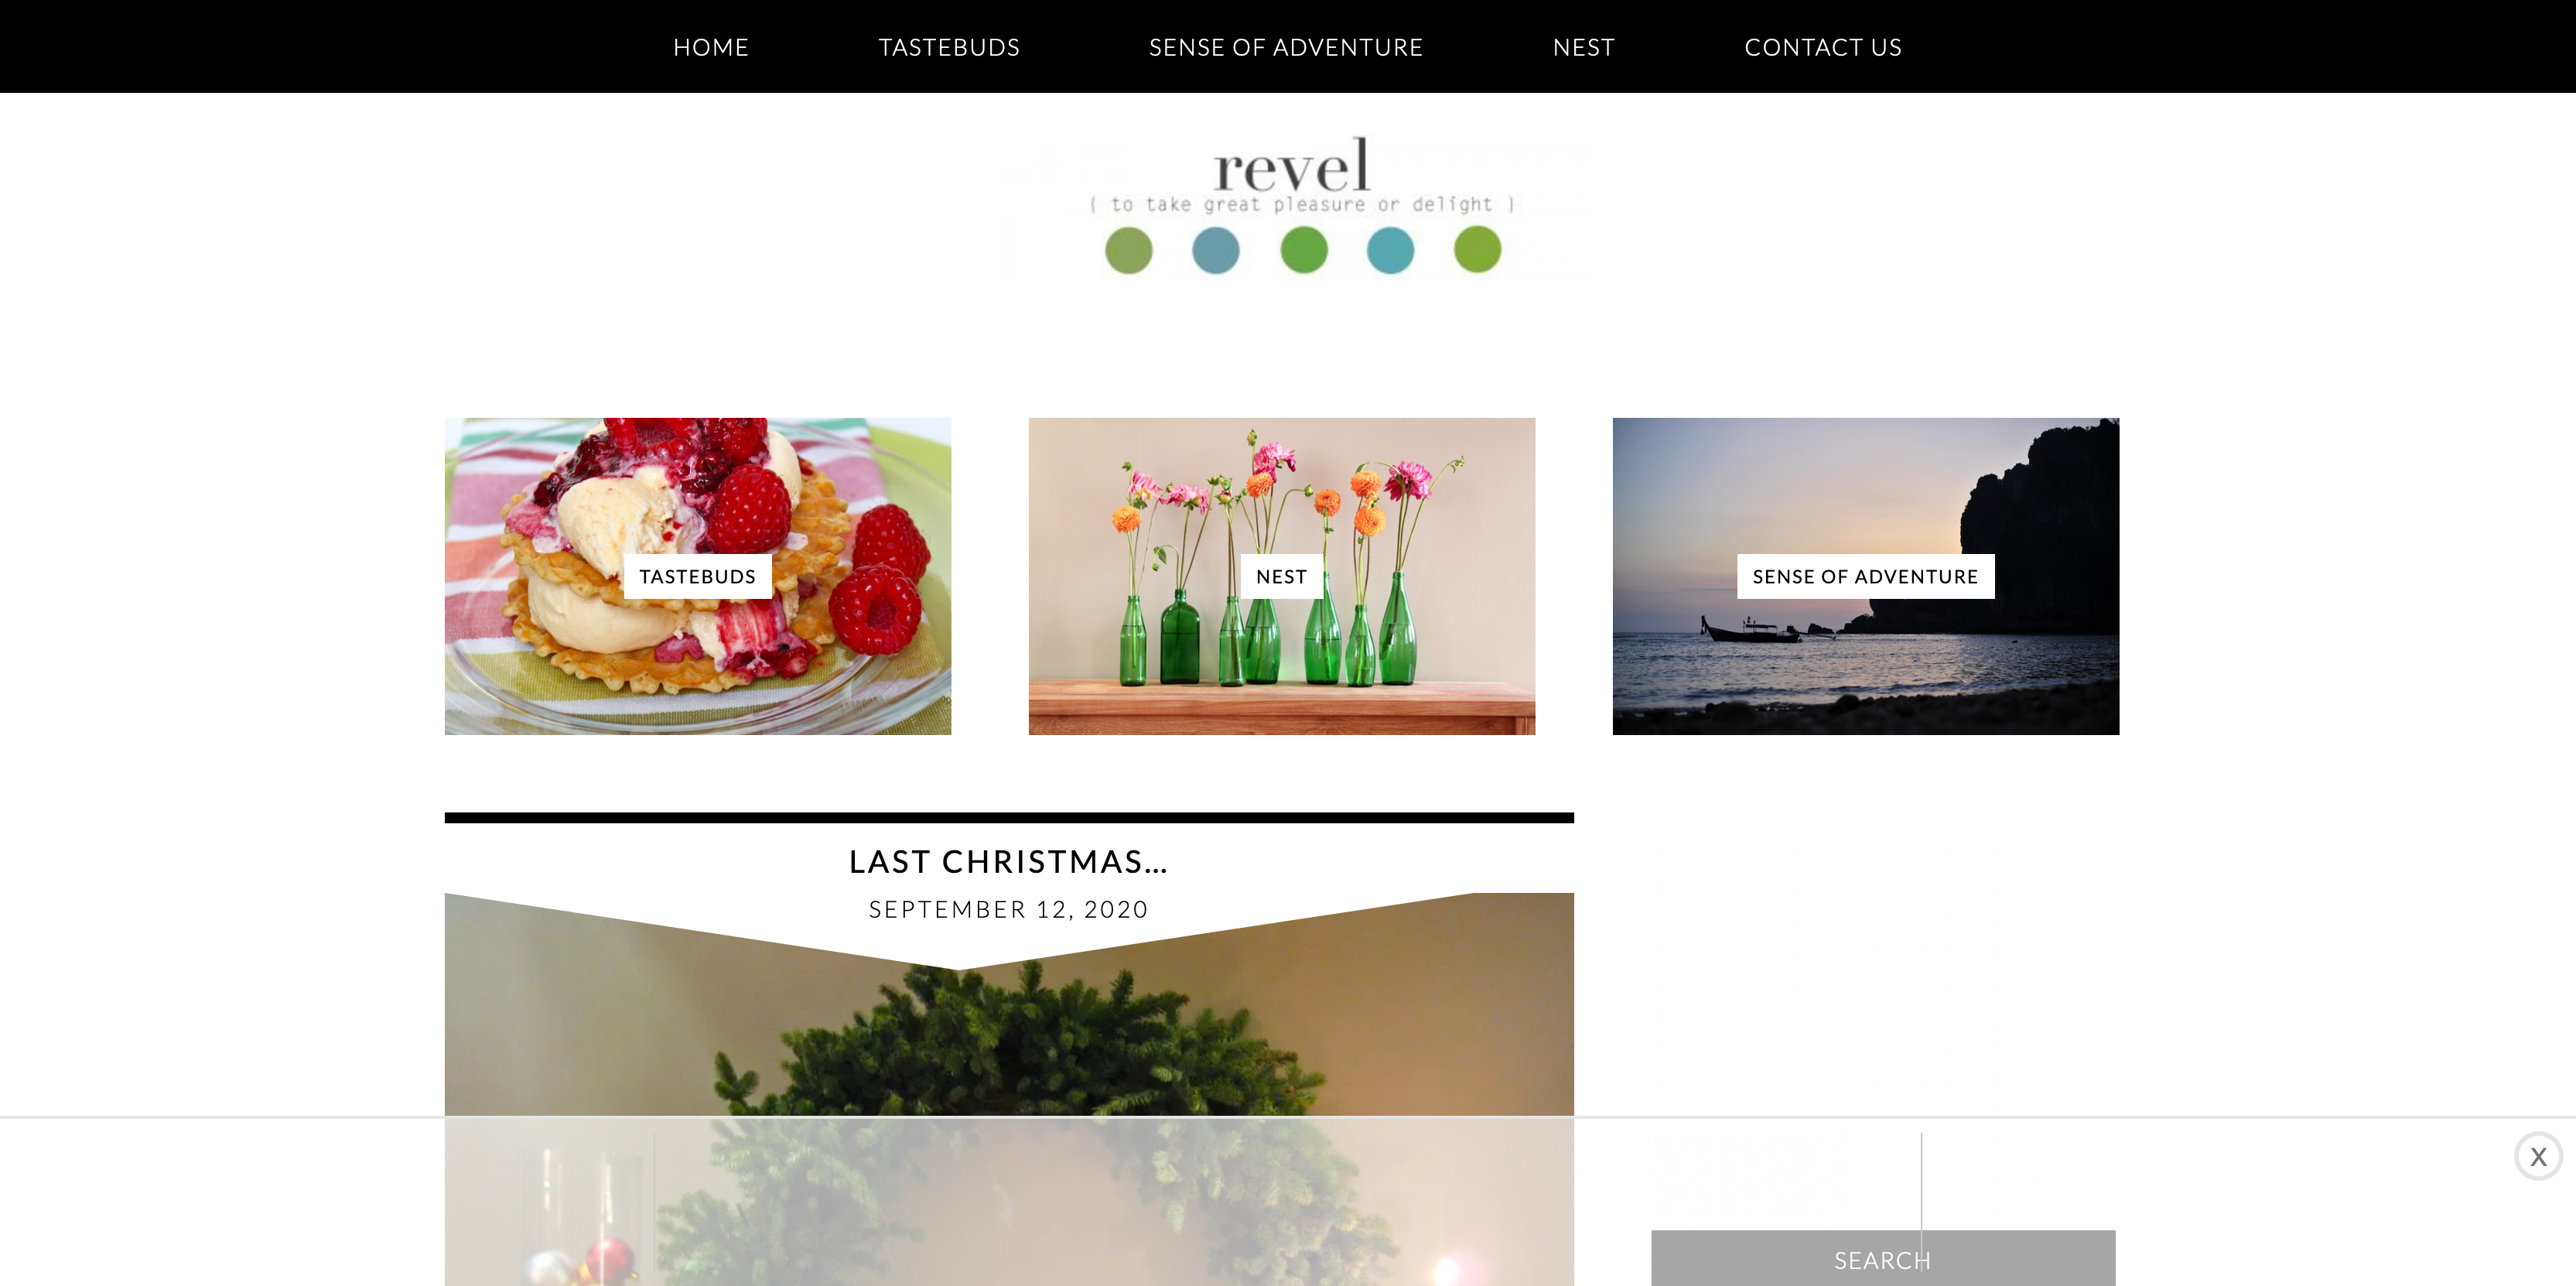 HOME TASTEBUDS SENSE OF ADVENTURE NEST CONTACT US
revel
( to take great pleasure or delight )
TASTEBUDS
NEST
SENSE OF ADVENTURE
LAST CHRISTMAS...
SEPTEMBER 12, 2020
X
SEARCH